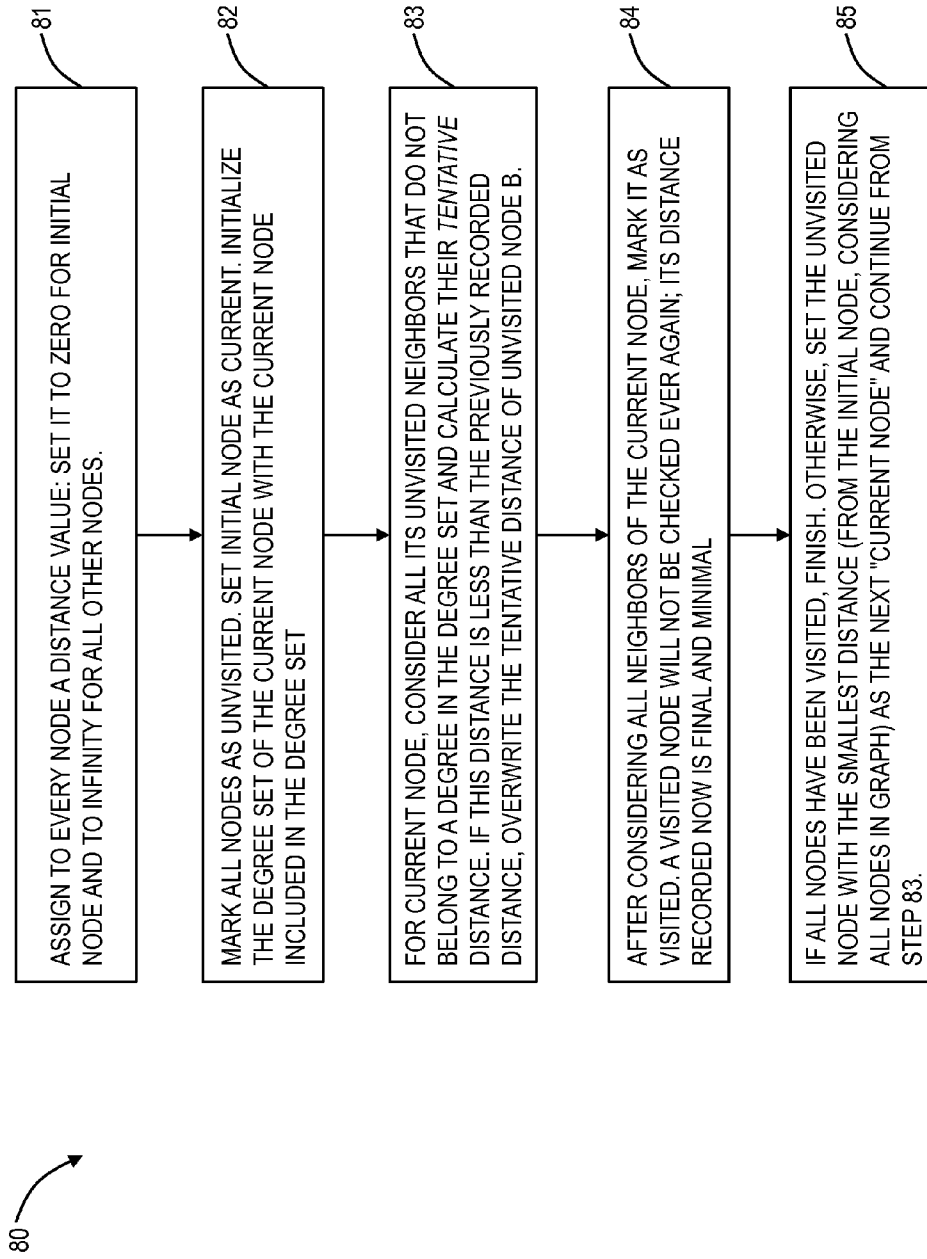 80
81
ASSIGN TO EVERY NODE A DISTANCE VALUE: SET IT TO ZERO FOR INITIAL
NODE AND TO INFINITY FOR ALL OTHER NODES.
82
MARK ALL NODES AS UNVISITED. SET INITIAL NODE AS CURRENT. INITIALIZE
THE DEGREE SET OF THE CURRENT NODE WITH THE CURRENT NODE
INCLUDED IN THE DEGREE SET
83
FOR CURRENT NODE, CONSIDER ALL ITS UNVISITED NEIGHBORS THAT DO NOT
BELONG TO A DEGREE IN THE DEGREE SET AND CALCULATE THEIR TENTATIVE
DISTANCE. IF THIS DISTANCE IS LESS THAN THE PREVIOUSLY RECORDED
DISTANCE, OVERWRITE THE TENTATIVE DISTANCE OF UNVISITED NODE B.
84
AFTER CONSIDERING ALL NEIGHBORS OF THE CURRENT NODE, MARK IT AS
VISITED. A VISITED NODE WILL NOT BE CHECKED EVER AGAIN; ITS DISTANCE
RECORDED NOW IS FINAL AND MINIMAL
85
IF ALL NODES HAVE BEEN VISITED, FINISH. OTHERWISE, SET THE UNVISITED
NODE WITH THE SMALLEST DISTANCE (FROM THE INITIAL NODE, CONSIDERING
ALL NODES IN GRAPH) AS THE NEXT "CURRENT NODE" AND CONTINUE FROM
STEP 83.